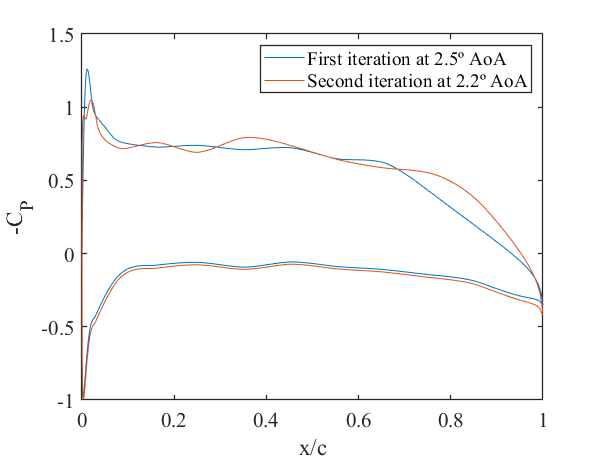 1.5
First iteration at 2.5º AoA
Second iteration at 2.2º AoA
1
0.5
-C_P
0
-0.5
-1
0 0.2 0.4 0.6 0.8 1
x/c